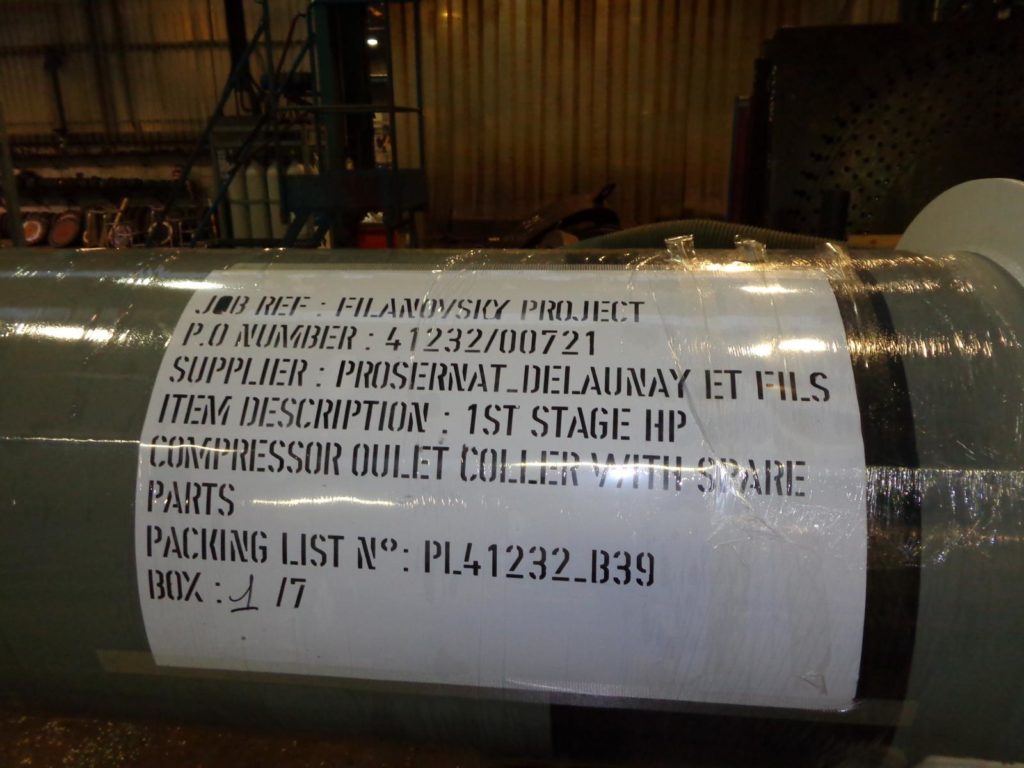 JOB REF : FILANOVSKY PROJECT
P.O NUMBER : 41232/00721
SUPPLIER : PROSERNAT_DELAUNAY ET FILS
ITEM DESCRIPTION : 1ST STAGE HP
COMPRESSOR OULET COLLER WITH SPARE
PARTS
PACKING LIST N° : PL41232_B39
BOX : 1 /7